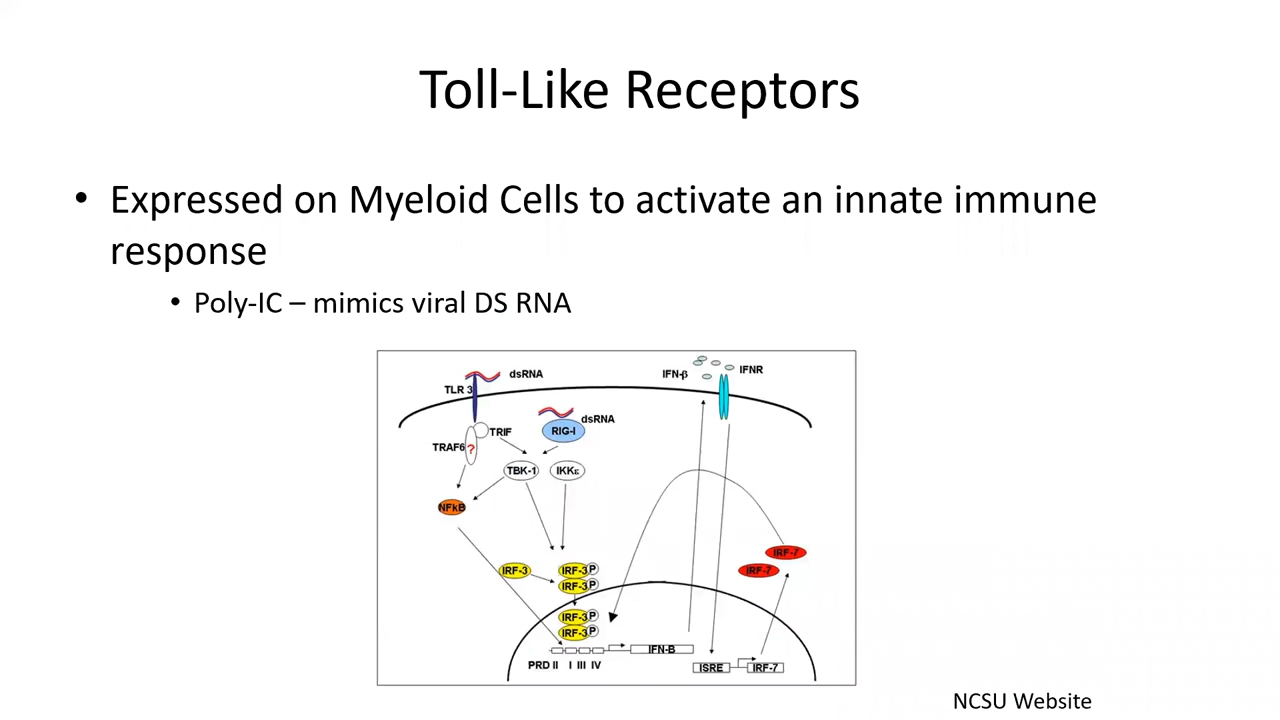 Toll-Like Receptors
• Expressed on Myeloid Cells to activate an innate immune
response
• Poly-IC – mimics viral DS RNA
dsRNA
TLR 3
IFN-β
IFNR
dsRNA
TRIF
RIG-I
TRAF6
?
TBK-1
IKKε
NFkB
IRF-7
IRF-7
IRF-3
IRF-3 P
IRF-3 P
IRF-3 P
IRF-3 P
IFN-B
PRD II I III IV
ISRE
IRF-7
NCSU Website